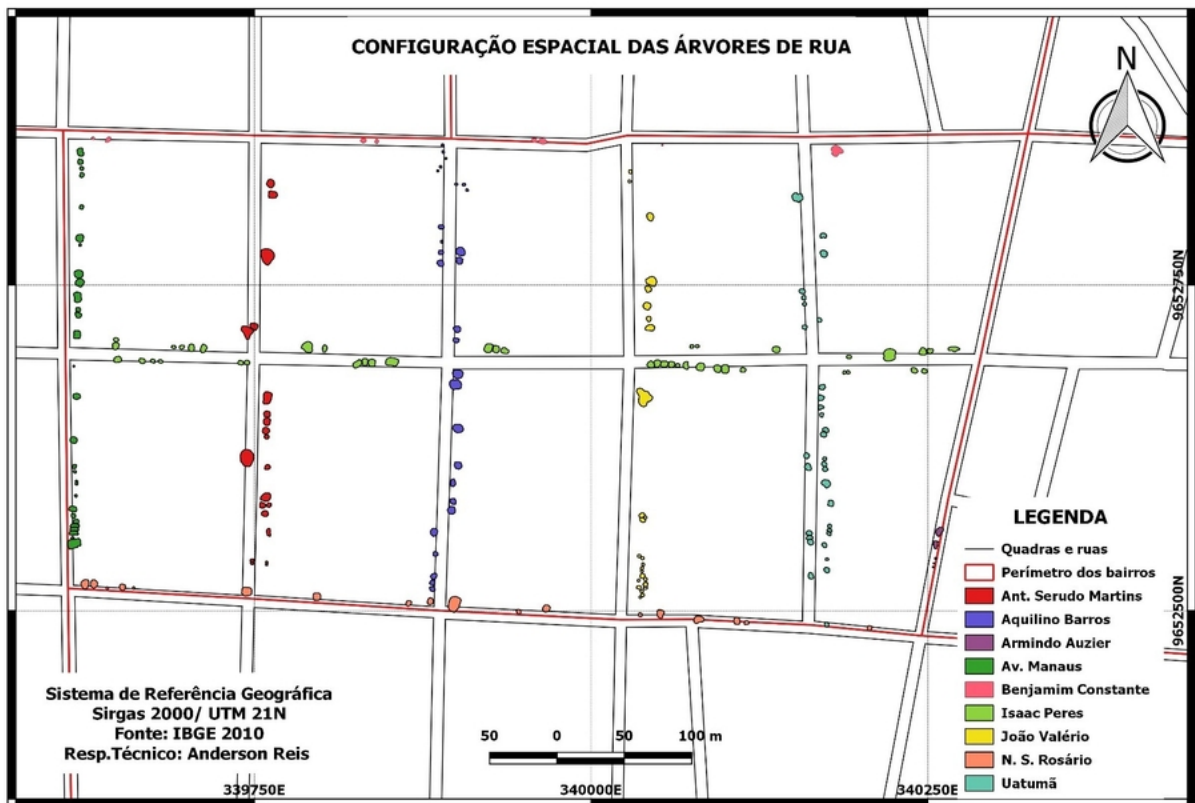 CONFIGURAÇÃO ESPACIAL DAS ÁRVORES DE RUA
N
9652750N
9652500N
LEGENDA
Quadras e ruas
Perímetro dos bairros
Ant. Serudo Martins
Aquilino Barros
Armindo Auzier
Av. Manaus
Benjamim Constante
Isaac Peres
João Valério
N. S. Rosário
Uatumã
Sistema de Referência Geográfica
Sirgas 2000/ UTM 21N
Fonte: IBGE 2010
Resp.Técnico: Anderson Reis
50 0 50 100 m
339750E 340000E 340250E